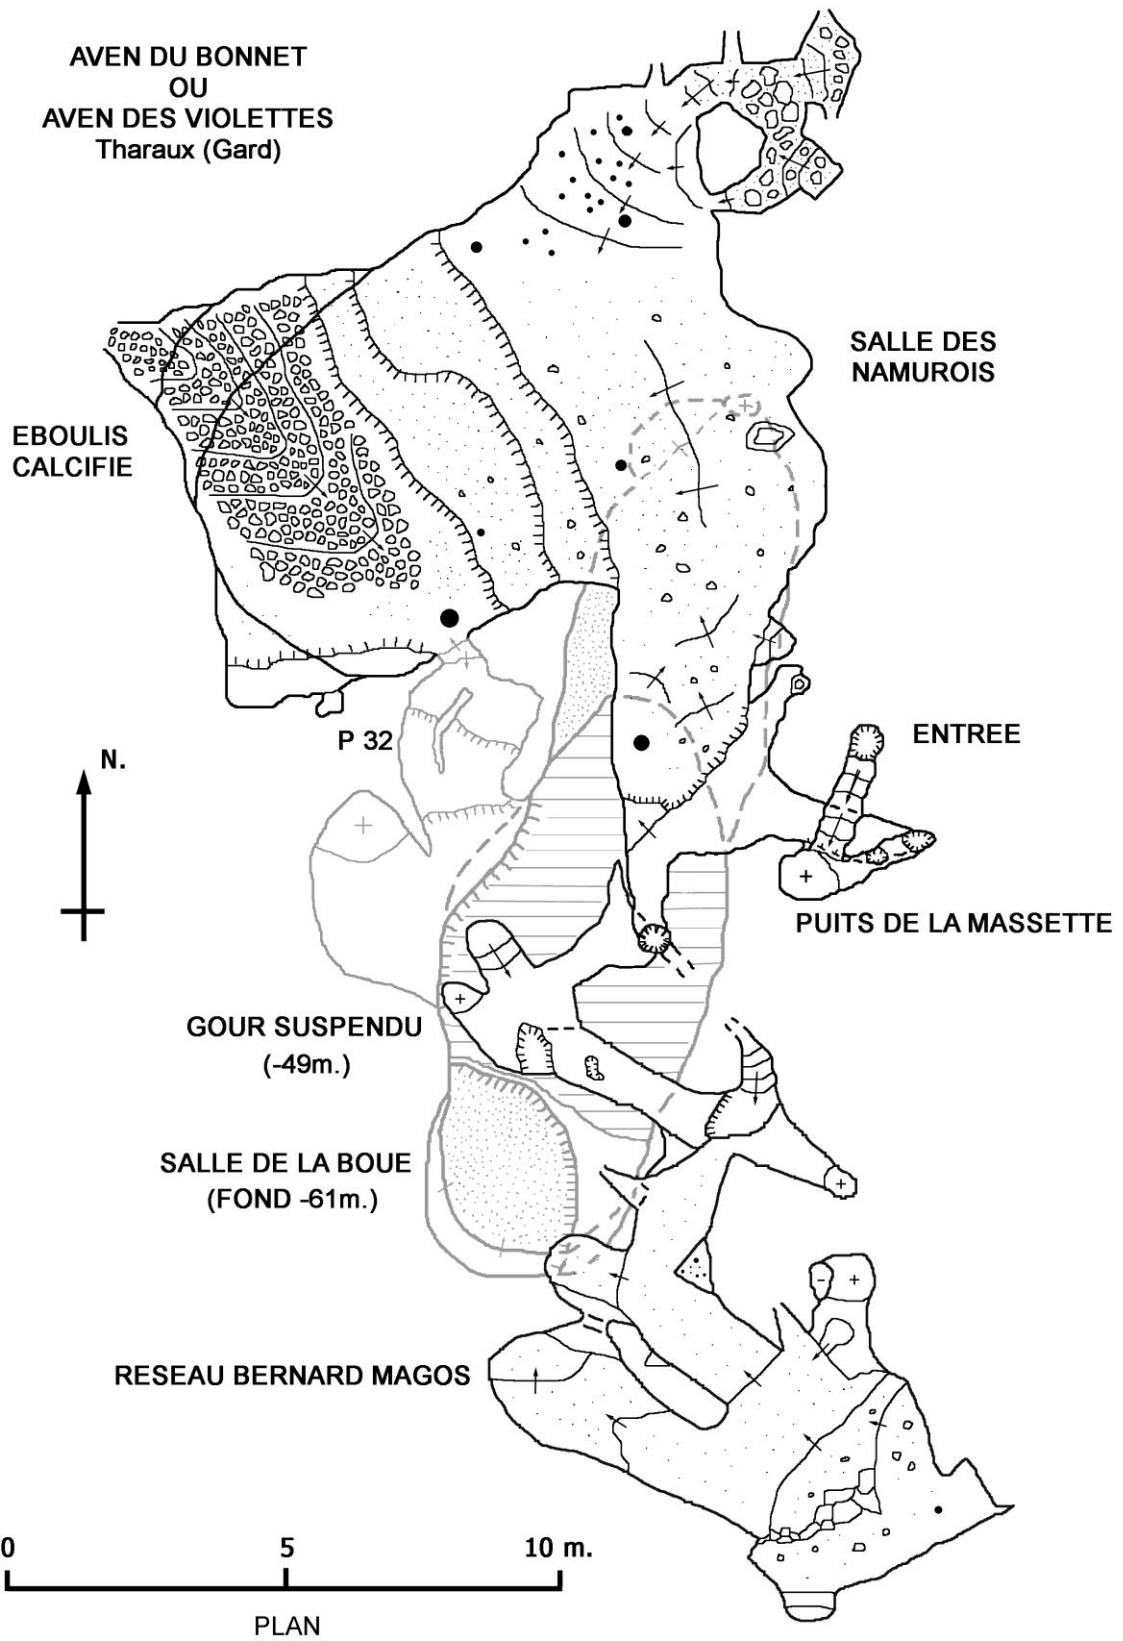 AVEN DU BONNET
OU
AVEN DES VIOLETTES
Tharaux (Gard)
SALLE DES
NAMUROIS
EBOULIS
CALCIFIE
P 32
ENTREE
N.
PUITS DE LA MASSETTE
GOUR SUSPENDU
(-49m.)
SALLE DE LA BOUE
(FOND -61m.)
RESEAU BERNARD MAGOS
0 5 10 m.
PLAN